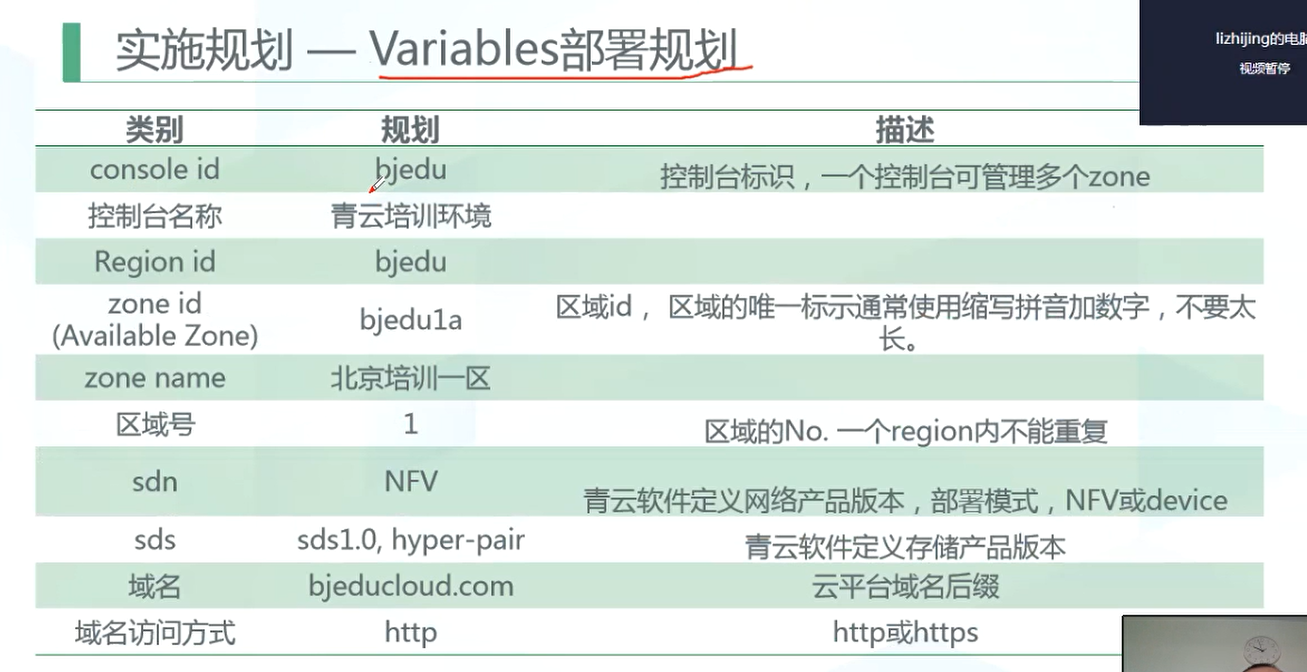 实施规划 — Variables部署规划
lizhijing的电脑
视频暂停
类别 规划 描述
console id bjedu 控制台标识，一个控制台可管理多个zone
控制台名称 青云培训环境
Region id bjedu
zone id
(Available Zone) bjedu1a 区域id， 区域的唯一标示通常使用缩写拼音加数字，不要太
长。
zone name 北京培训一区
区域号 1 区域的No. 一个region内不能重复
sdn NFV 青云软件定义网络产品版本，部署模式，NFV或device
sds sds1.0, hyper-pair 青云软件定义存储产品版本
域名 bjeducloud.com 云平台域名后缀
域名访问方式 http http或https